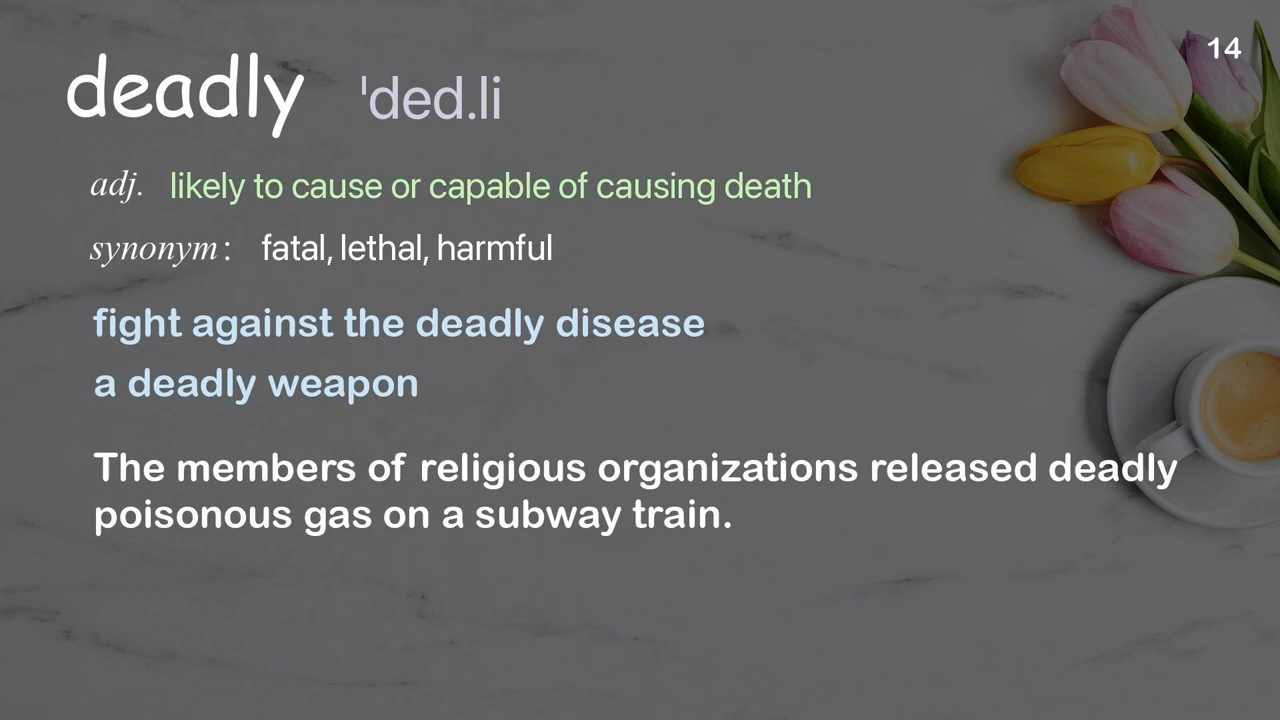 14
deadly ˈded.li
adj. likely to cause or capable of causing death
synonym: fatal, lethal, harmful
fight against the deadly disease
a deadly weapon
The members of religious organizations released deadly
poisonous gas on a subway train.